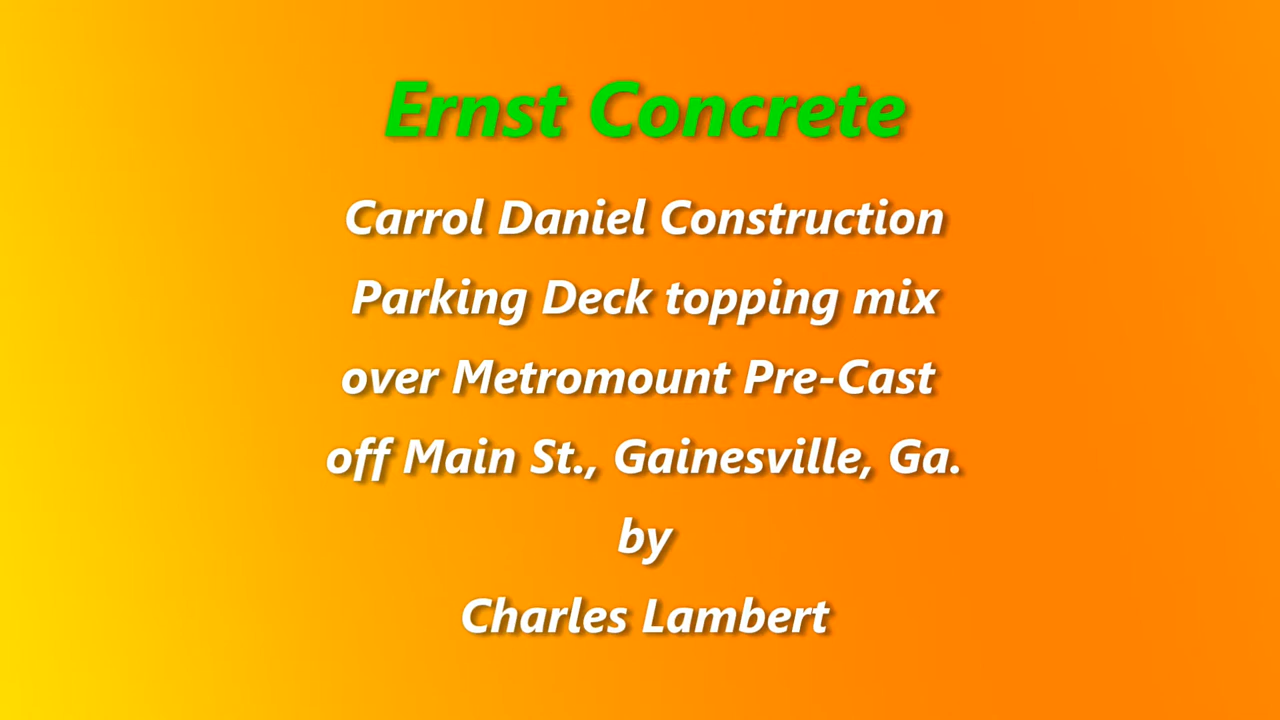 Ernst Concrete
Carrol Daniel Construction
Parking Deck topping mix
over Metromount Pre-Cast
off Main St., Gainesville, Ga.
by
Charles Lambert